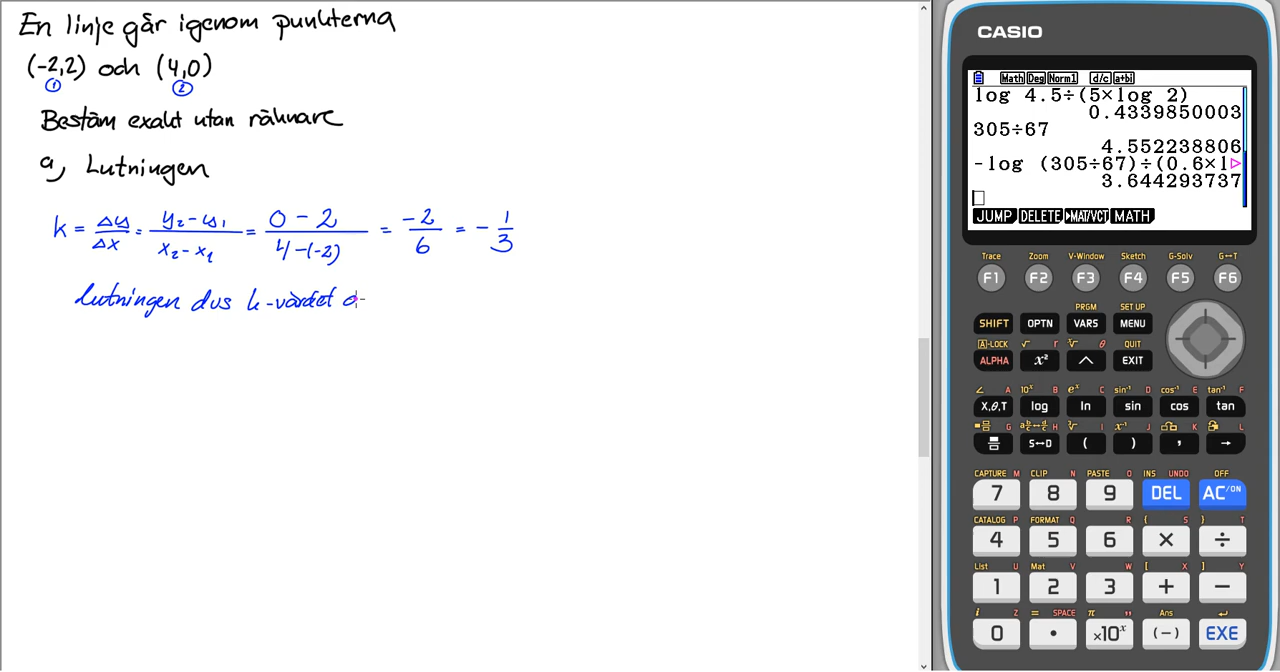 En linje går igenom punkterna
(-2,2) och (4,0)
① ②
Bestäm exakt utan räknare
a) Lutningen
k = Δy/Δx = y₂-y₁/x₂-x₁ = 0-2/4-(-2) = -2/6 = -1/3
Lutningen dvs k-värdet
CASIO
Math Deg Norm1 d/c a+bi
log 4.5÷(5×log 2)
0.4339850003
305÷67
4.552238806
-log (305÷67)÷(0.6×l
3.644293737
JUMP DELETE ▶MAT/VCT MATH
Trace Zoom V-Window Sketch G-Solv G↔T
F1 F2 F3 F4 F5 F6
PRGM SET UP
SHIFT OPTN VARS MENU
A-LOCK √ r ˣ√ θ QUIT
ALPHA x² ^ EXIT
∠ A 10ˣ B eˣ C sin⁻¹ D cos⁻¹ E tan⁻¹ F
X,θ,T log ln sin cos tan
G H ³√ I x⁻¹ J K L
S↔D ( ) , →
CAPTURE M CLIP N PASTE O INS UNDO OFF
7 8 9 DEL AC/ON
CATALOG P FORMAT Q R { S } T
4 5 6 × ÷
List U Mat V W [ X ] Y
1 2 3 + −
i Z = SPACE π " Ans ↵
0 • ×10ˣ (−) EXE